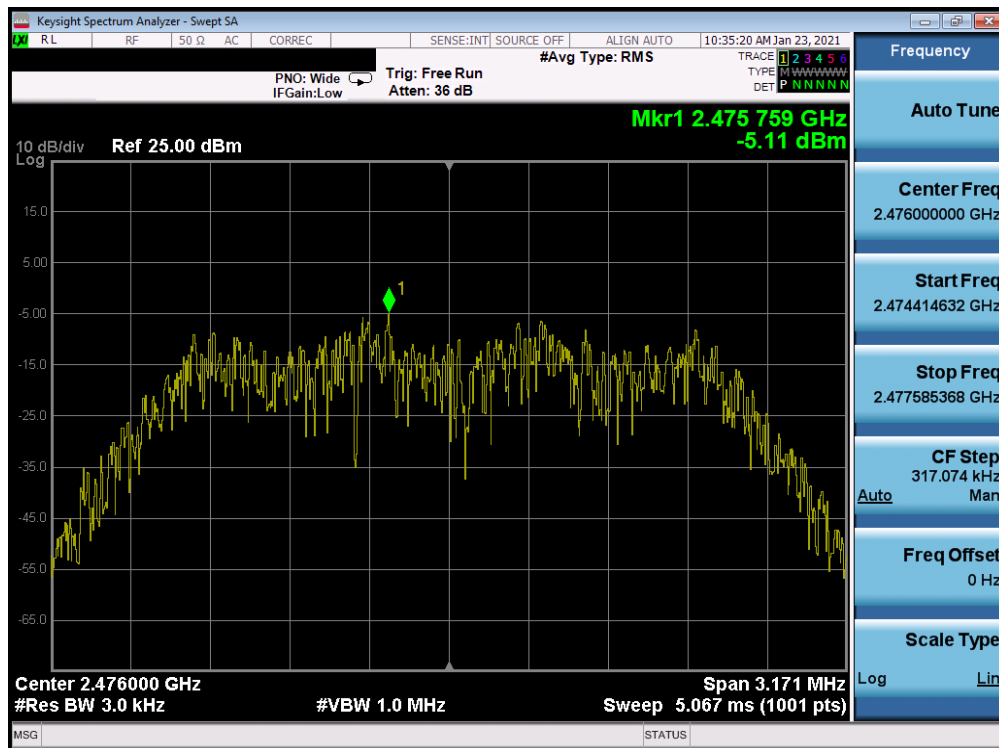 Keysight Spectrum Analyzer - Swept SA
LXI RL RF 50 Ω AC CORREC SENSE:INT SOURCE OFF ALIGN AUTO 10:35:20 AM Jan 23, 2021
#Avg Type: RMS
TRACE 1 2 3 4 5 6
PNO: Wide Trig: Free Run
TYPE M W W W W W
IFGain:Low Atten: 36 dB
DET P N N N N N
Mkr1 2.475 759 GHz
-5.11 dBm
10 dB/div Ref 25.00 dBm
Log
15.0
5.00
1
-5.00
-15.0
-25.0
-35.0
-45.0
-55.0
-65.0
Center 2.476000 GHz Span 3.171 MHz
#Res BW 3.0 kHz #VBW 1.0 MHz Sweep 5.067 ms (1001 pts)
MSG STATUS
Frequency
Auto Tune
Center Freq
2.476000000 GHz
Start Freq
2.474414632 GHz
Stop Freq
2.477585368 GHz
CF Step
317.074 kHz
Auto Man
Freq Offset
0 Hz
Scale Type
Log Lin